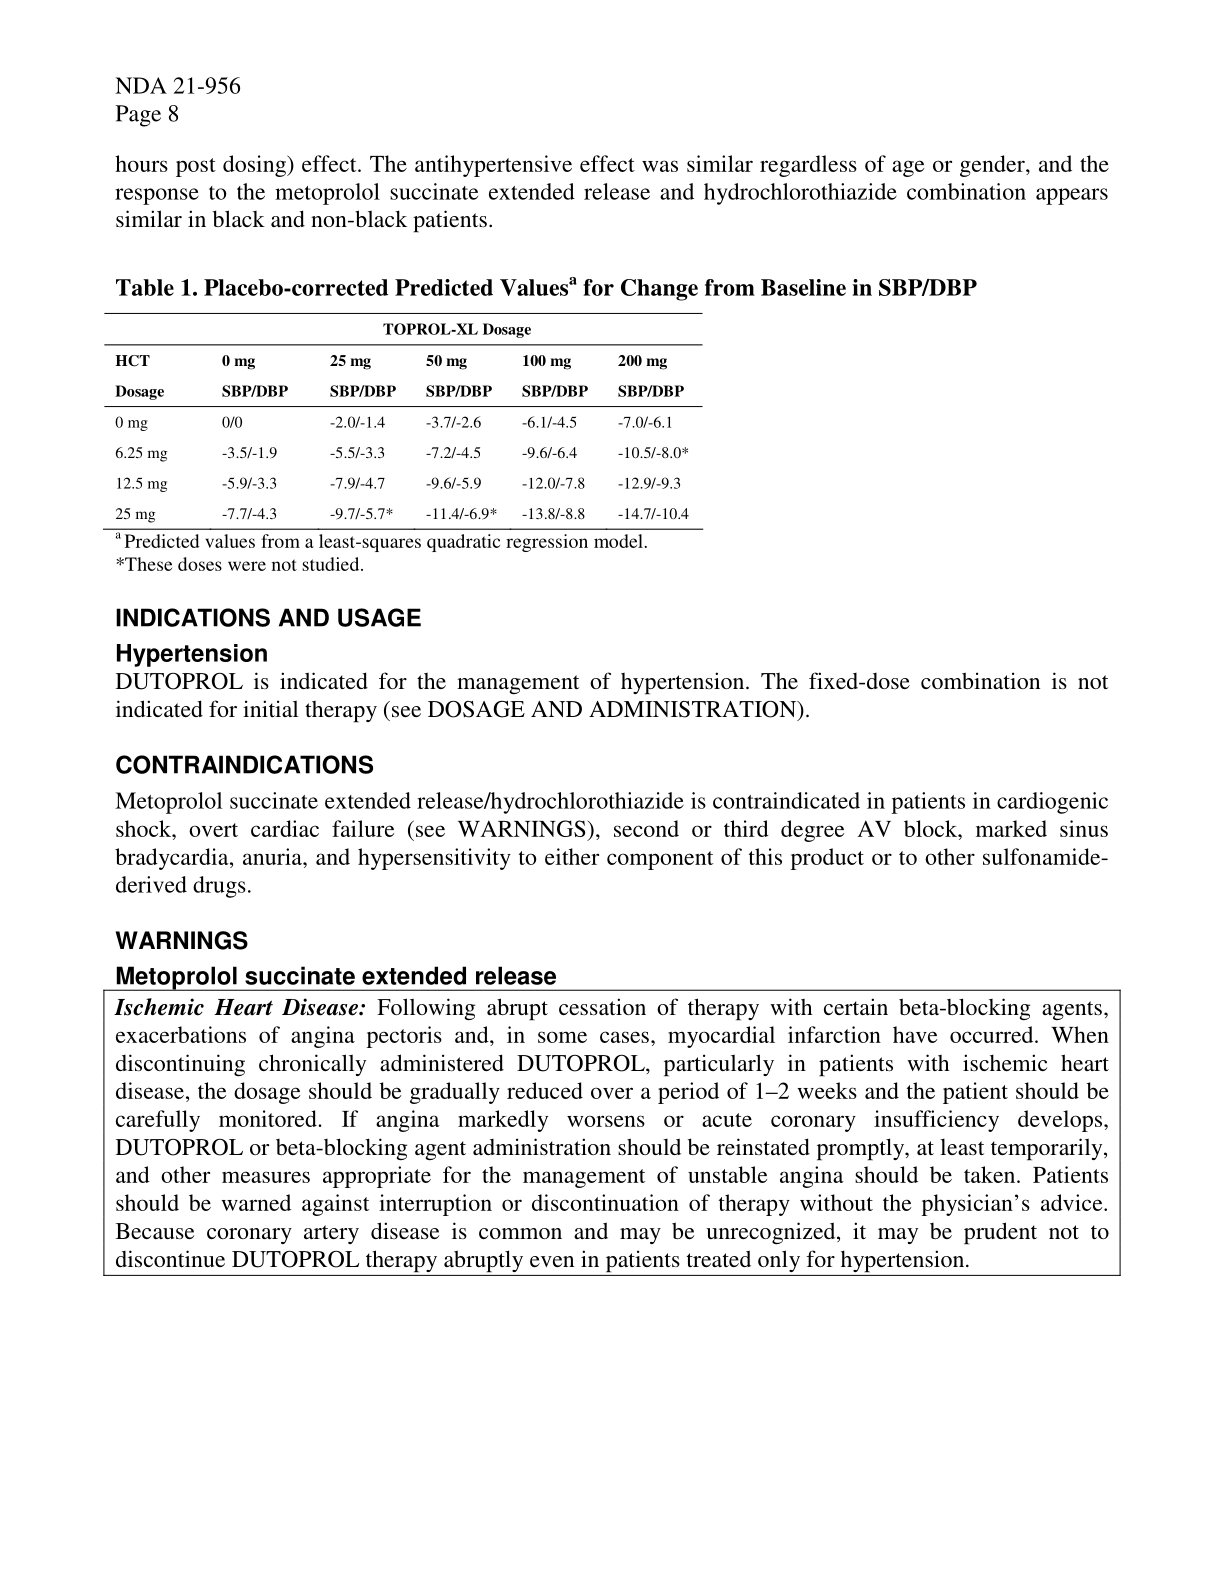 NDA 21-956
Page 8
hours post dosing) effect. The antihypertensive effect was similar regardless of age or gender, and the
response to the metoprolol succinate extended release and hydrochlorothiazide combination appears
similar in black and non-black patients.
Table 1. Placebo-corrected Predicted Valuesᵃ for Change from Baseline in SBP/DBP
TOPROL-XL Dosage
HCT 0 mg 25 mg 50 mg 100 mg 200 mg
Dosage SBP/DBP SBP/DBP SBP/DBP SBP/DBP SBP/DBP
0 mg 0/0 -2.0/-1.4 -3.7/-2.6 -6.1/-4.5 -7.0/-6.1
6.25 mg -3.5/-1.9 -5.5/-3.3 -7.2/-4.5 -9.6/-6.4 -10.5/-8.0*
12.5 mg -5.9/-3.3 -7.9/-4.7 -9.6/-5.9 -12.0/-7.8 -12.9/-9.3
25 mg -7.7/-4.3 -9.7/-5.7* -11.4/-6.9* -13.8/-8.8 -14.7/-10.4
ᵃ Predicted values from a least-squares quadratic regression model.
*These doses were not studied.
INDICATIONS AND USAGE
Hypertension
DUTOPROL is indicated for the management of hypertension. The fixed-dose combination is not
indicated for initial therapy (see DOSAGE AND ADMINISTRATION).
CONTRAINDICATIONS
Metoprolol succinate extended release/hydrochlorothiazide is contraindicated in patients in cardiogenic
shock, overt cardiac failure (see WARNINGS), second or third degree AV block, marked sinus
bradycardia, anuria, and hypersensitivity to either component of this product or to other sulfonamide-
derived drugs.
WARNINGS
Metoprolol succinate extended release
Ischemic Heart Disease: Following abrupt cessation of therapy with certain beta-blocking agents,
exacerbations of angina pectoris and, in some cases, myocardial infarction have occurred. When
discontinuing chronically administered DUTOPROL, particularly in patients with ischemic heart
disease, the dosage should be gradually reduced over a period of 1–2 weeks and the patient should be
carefully monitored. If angina markedly worsens or acute coronary insufficiency develops,
DUTOPROL or beta-blocking agent administration should be reinstated promptly, at least temporarily,
and other measures appropriate for the management of unstable angina should be taken. Patients
should be warned against interruption or discontinuation of therapy without the physician’s advice.
Because coronary artery disease is common and may be unrecognized, it may be prudent not to
discontinue DUTOPROL therapy abruptly even in patients treated only for hypertension.